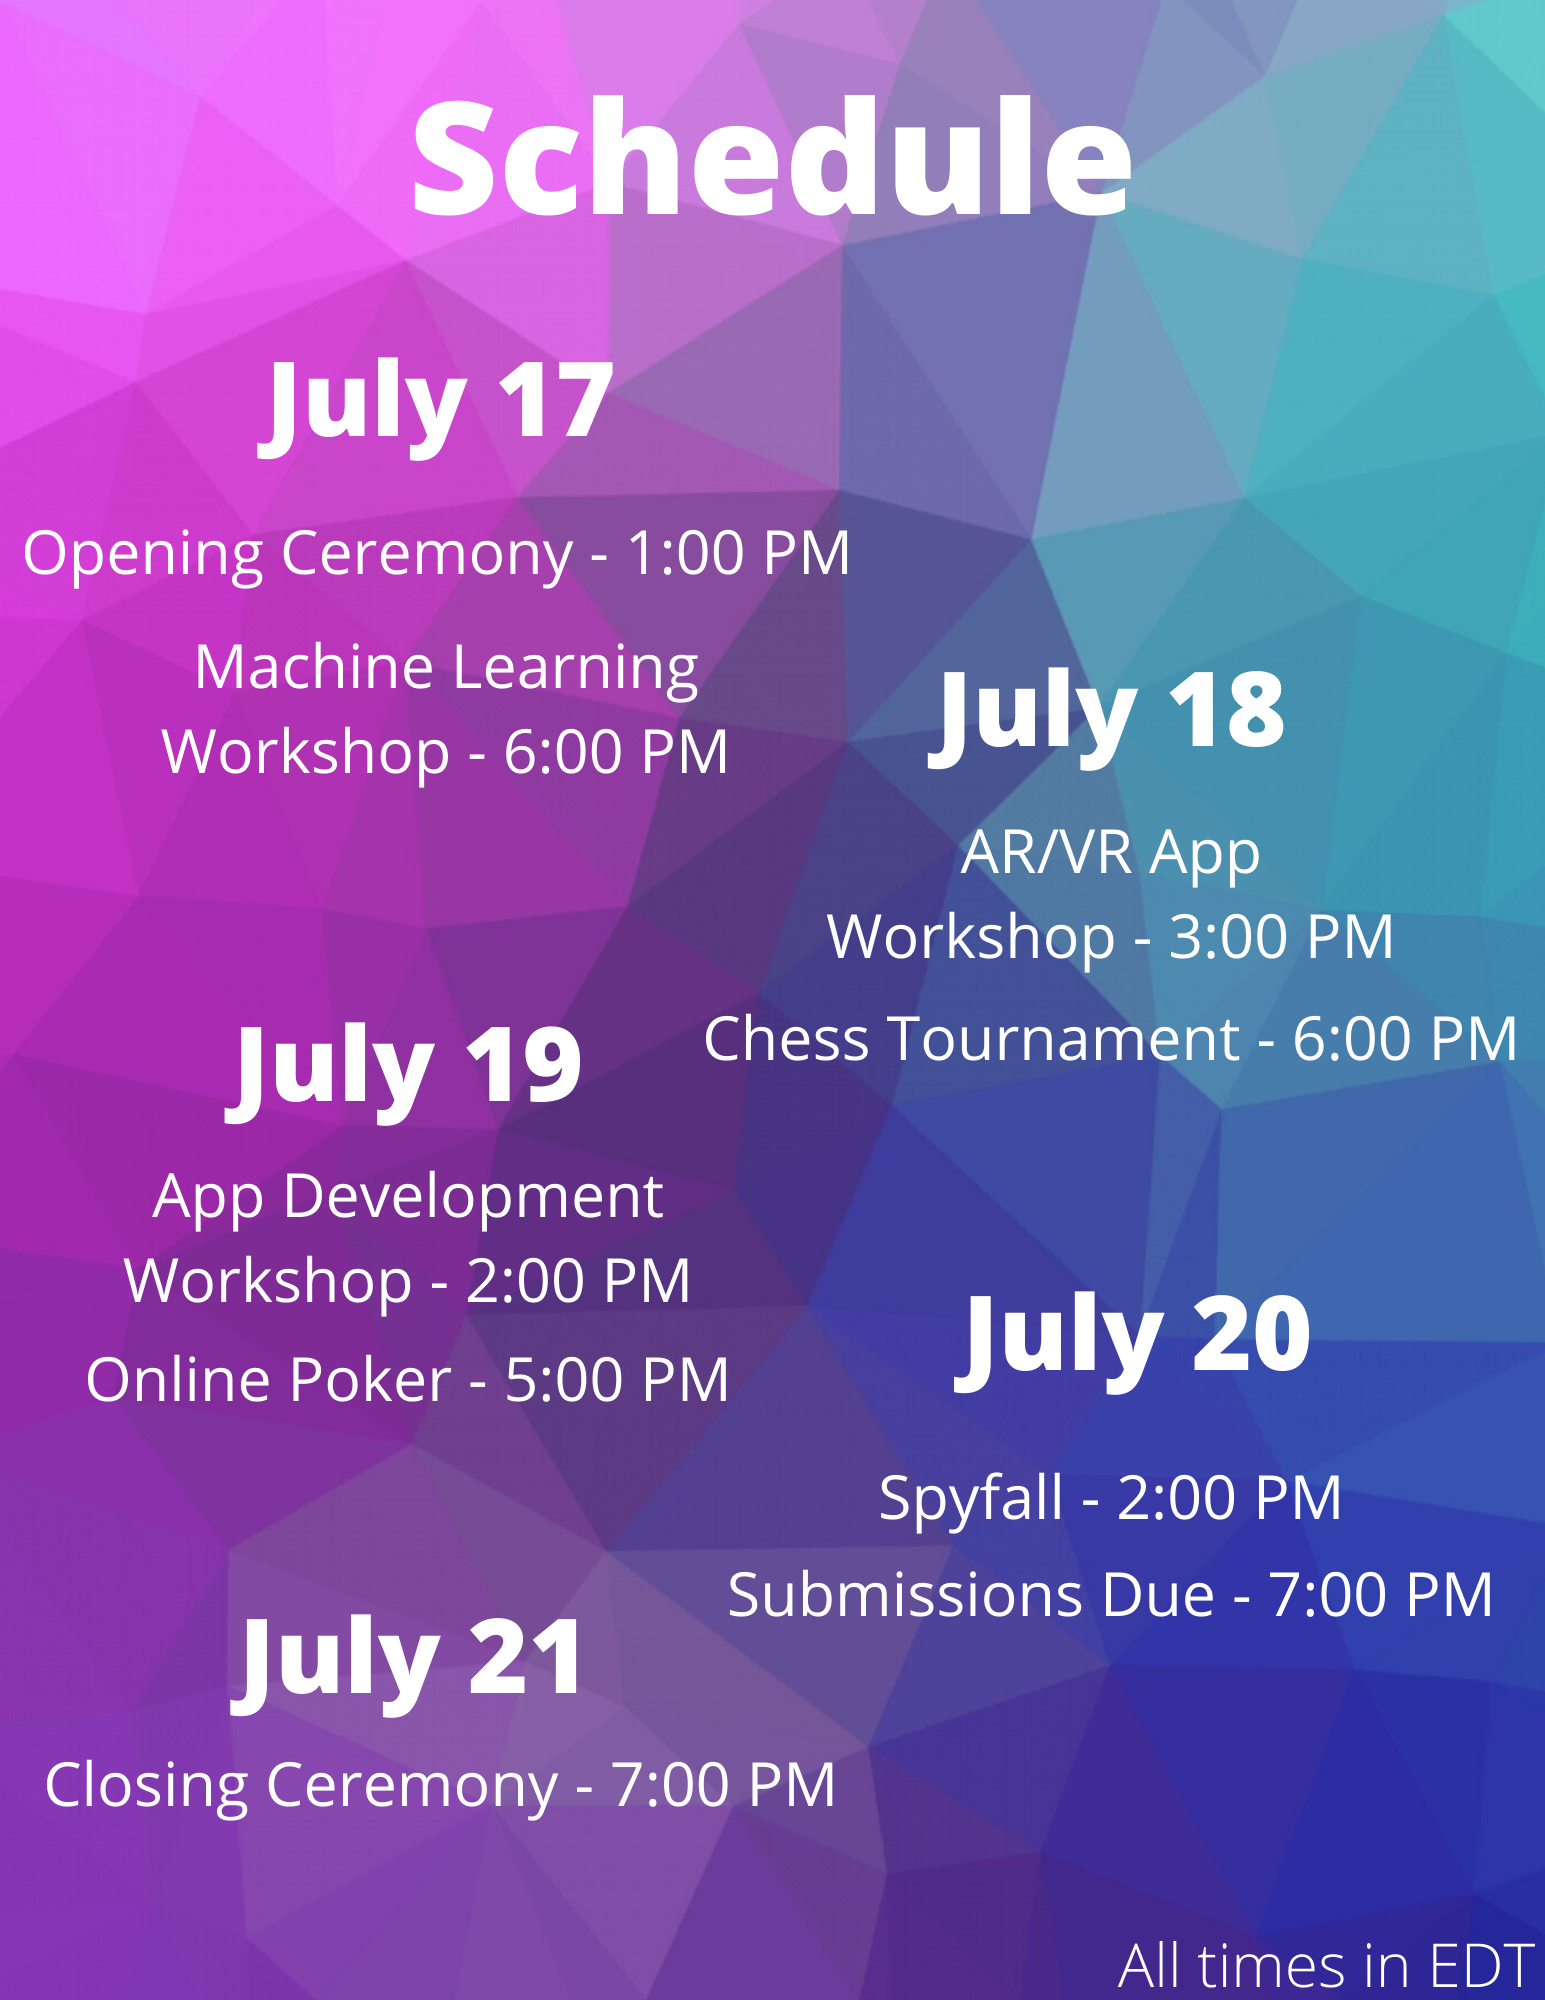 Schedule
July 17
Opening Ceremony - 1:00 PM
Machine Learning
Workshop - 6:00 PM
July 18
AR/VR App
Workshop - 3:00 PM
Chess Tournament - 6:00 PM
July 19
App Development
Workshop - 2:00 PM
Online Poker - 5:00 PM
July 20
Spyfall - 2:00 PM
Submissions Due - 7:00 PM
July 21
Closing Ceremony - 7:00 PM
All times in EDT